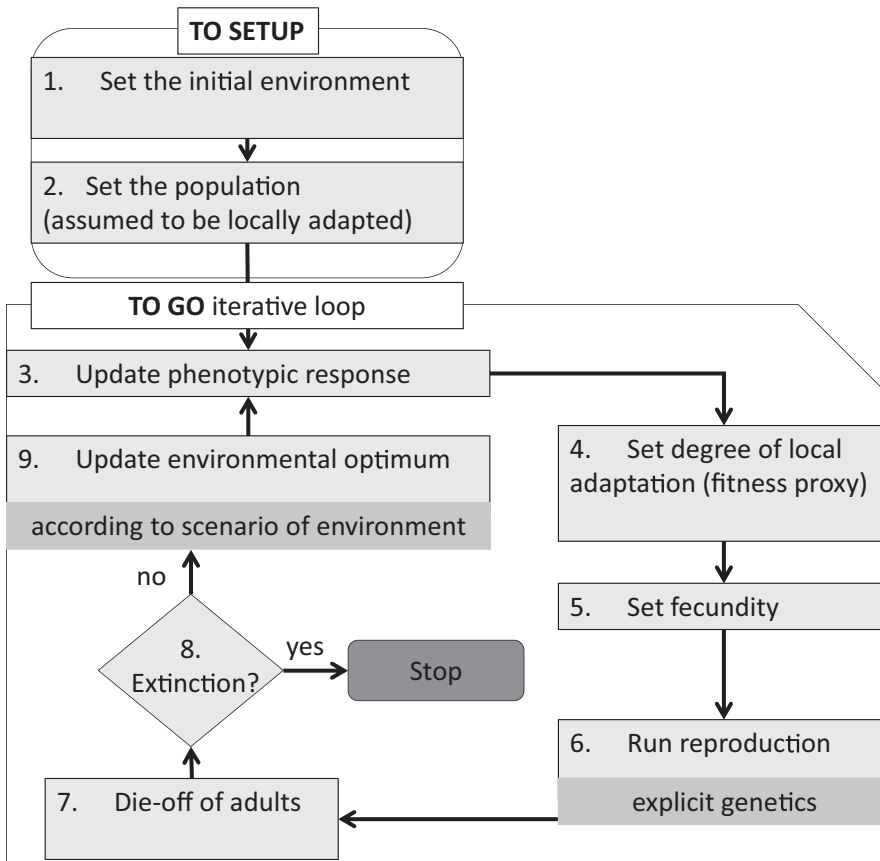 TO SETUP
1. Set the initial environment
2. Set the population
(assumed to be locally adapted)
TO GO iterative loop
3. Update phenotypic response
4. Set degree of local
adaptation (fitness proxy)
5. Set fecundity
6. Run reproduction
explicit genetics
7. Die-off of adults
8.
Extinction?
yes
Stop
no
9. Update environmental optimum
according to scenario of environment